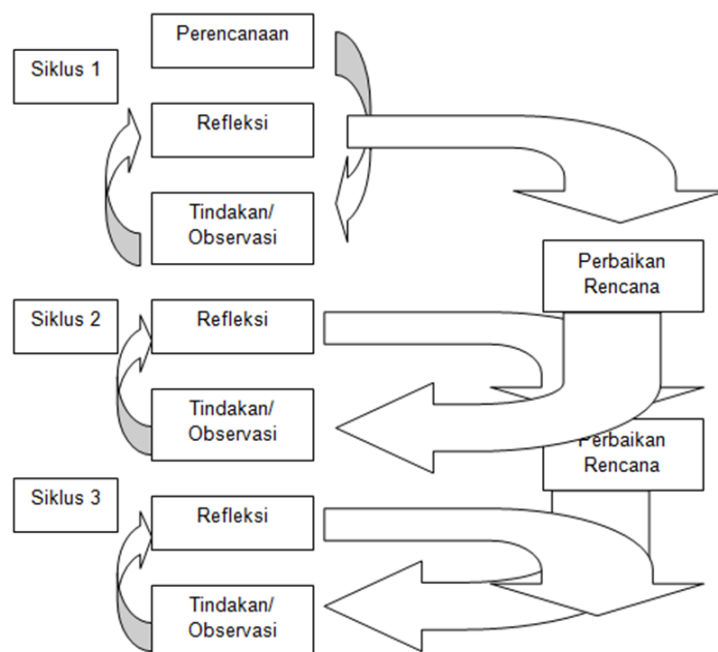 Perencanaan
Siklus 1
Refleksi
Tindakan/
Observasi
Perbaikan
Rencana
Siklus 2
Refleksi
Tindakan/
Observasi
Perbaikan
Rencana
Siklus 3
Refleksi
Tindakan/
Observasi